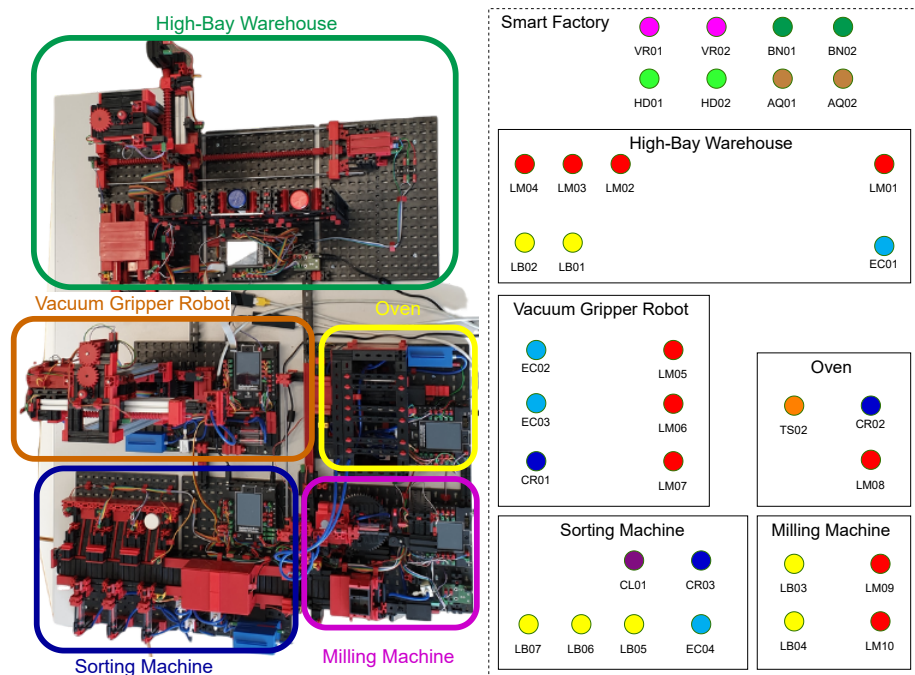 High-Bay Warehouse
Vacuum Gripper Robot
Oven
Sorting Machine
Milling Machine
Smart Factory
VR01 VR02 BN01 BN02
HD01 HD02 AQ01 AQ02
High-Bay Warehouse
LM04 LM03 LM02 LM01
LB02 LB01 EC01
Vacuum Gripper Robot
EC02 LM05
EC03 LM06
CR01 LM07
Oven
TS02 CR02
LM08
Sorting Machine
CL01 CR03
LB07 LB06 LB05 EC04
Milling Machine
LB03 LM09
LB04 LM10